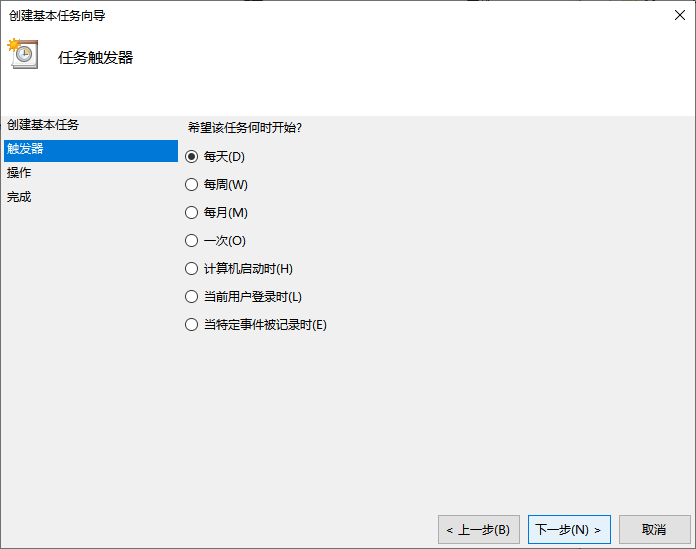 创建基本任务向导
任务触发器
创建基本任务
触发器
操作
完成
希望该任务何时开始?
每天(D)
每周(W)
每月(M)
一次(O)
计算机启动时(H)
当前用户登录时(L)
当特定事件被记录时(E)
< 上一步(B)
下一步(N) >
取消